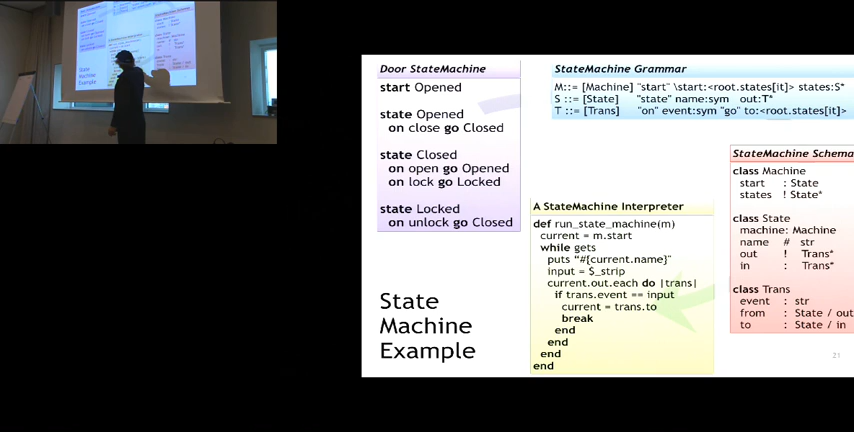 Door StateMachine
start Opened
state Opened
on close go Closed
state Closed
on open go Opened
on lock go Locked
state Locked
on unlock go Closed
StateMachine Grammar
M::= [Machine] "start" \start:<root.states[it]> states:S*
S ::= [State] "state" name:sym out:T*
T ::= [Trans] "on" event:sym "go" to:<root.states[it]>
A StateMachine Interpreter
def run_state_machine(m)
current = m.start
while gets
puts "#{current.name}"
input = $_strip
current.out.each do |trans|
if trans.event == input
current = trans.to
break
end
end
end
end
StateMachine Schema
class Machine
start : State
states ! State*
class State
machine: Machine
name # str
out ! Trans*
in : Trans*
class Trans
event : str
from : State / out
to : State / in
State
Machine
Example
21